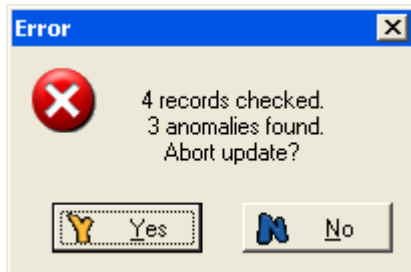 Error
4 records checked.
3 anomalies found.
Abort update?
Y Yes
N No